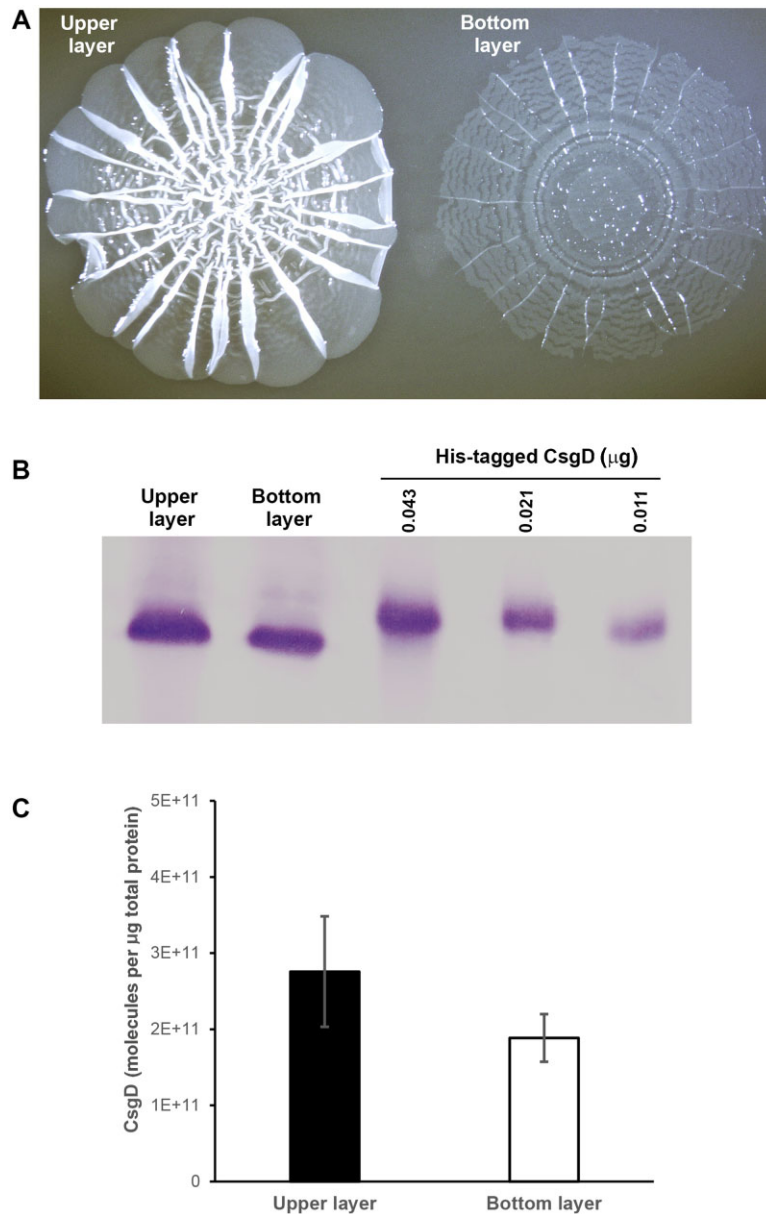 A
Upper
layer
Bottom
layer
B
His-tagged CsgD (μg)
Upper
layer
Bottom
layer
0.043
0.021
0.011
C
CsgD (molecules per μg total protein)
5E+11
4E+11
3E+11
2E+11
1E+11
0
Upper layer
Bottom layer